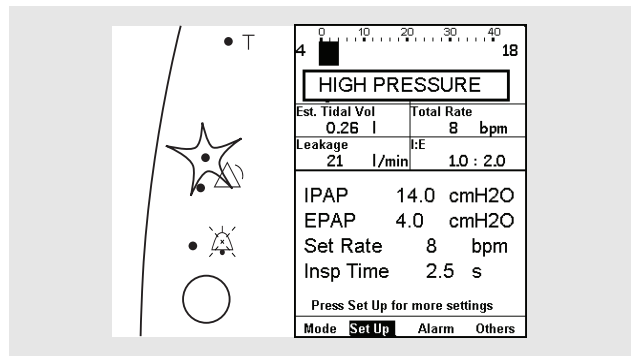 T
0 10 20 30 40
4 18
HIGH PRESSURE
Est. Tidal Vol Total Rate
0.26 l 8 bpm
Leakage I:E
21 l/min 1.0 : 2.0
IPAP 14.0 cmH2O
EPAP 4.0 cmH2O
Set Rate 8 bpm
Insp Time 2.5 s
Press Set Up for more settings
Mode Set Up Alarm Others